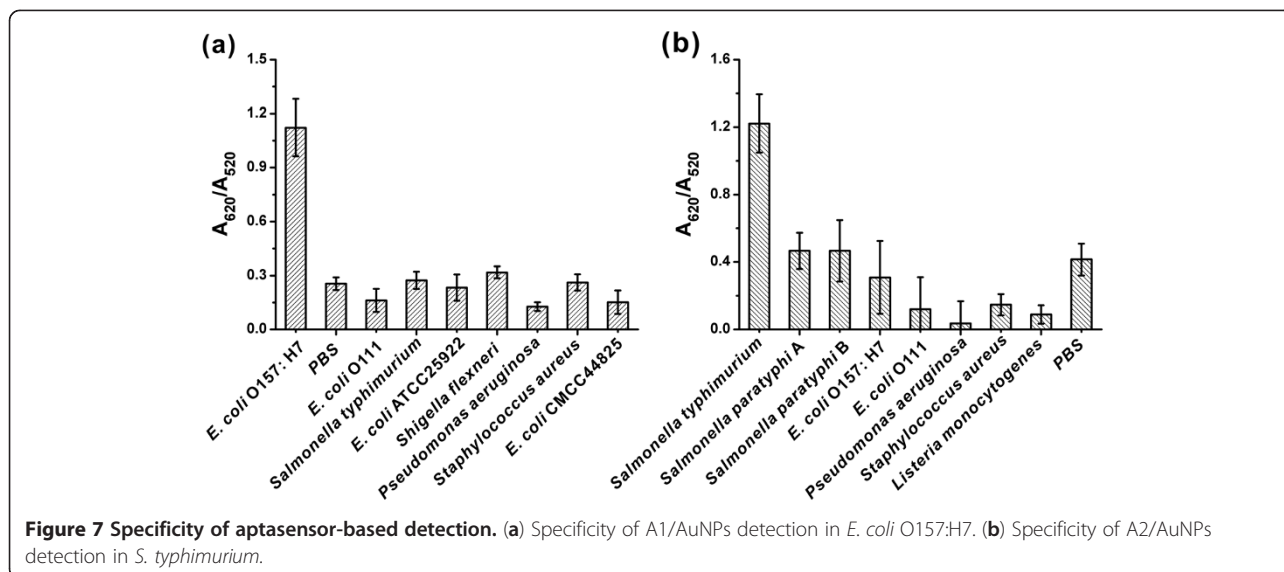 (a)
1.5
1.2
0.9
0.6
0.3
0.0
A620/A520
E. coli O157: H7
PBS
E. coli O111
Salmonella typhimurium
E. coli ATCC25922
Shigella flexneri
Pseudomonas aeruginosa
Staphylococcus aureus
E. coli CMCC44825
(b)
1.6
1.2
0.8
0.4
0.0
A620/A520
Salmonella typhimurium
Salmonella paratyphi A
Salmonella paratyphi B
E. coli O157: H7
E. coli O111
Pseudomonas aeruginosa
Staphylococcus aureus
Listeria monocytogenes
PBS
Figure 7 Specificity of aptasensor-based detection. (a) Specificity of A1/AuNPs detection in E. coli O157:H7. (b) Specificity of A2/AuNPs
detection in S. typhimurium.